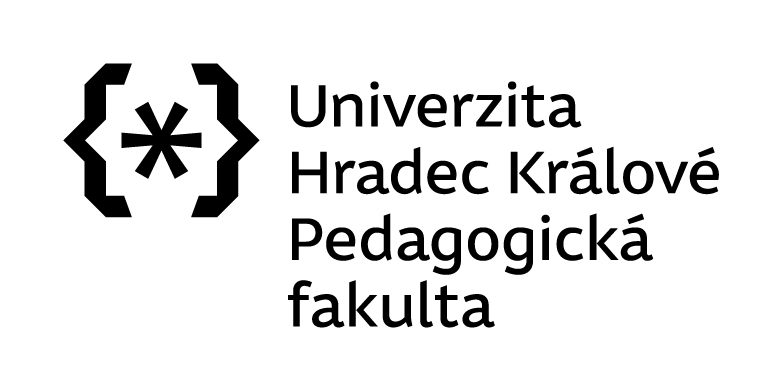 {*}
Univerzita
Hradec Králové
Pedagogická
fakulta